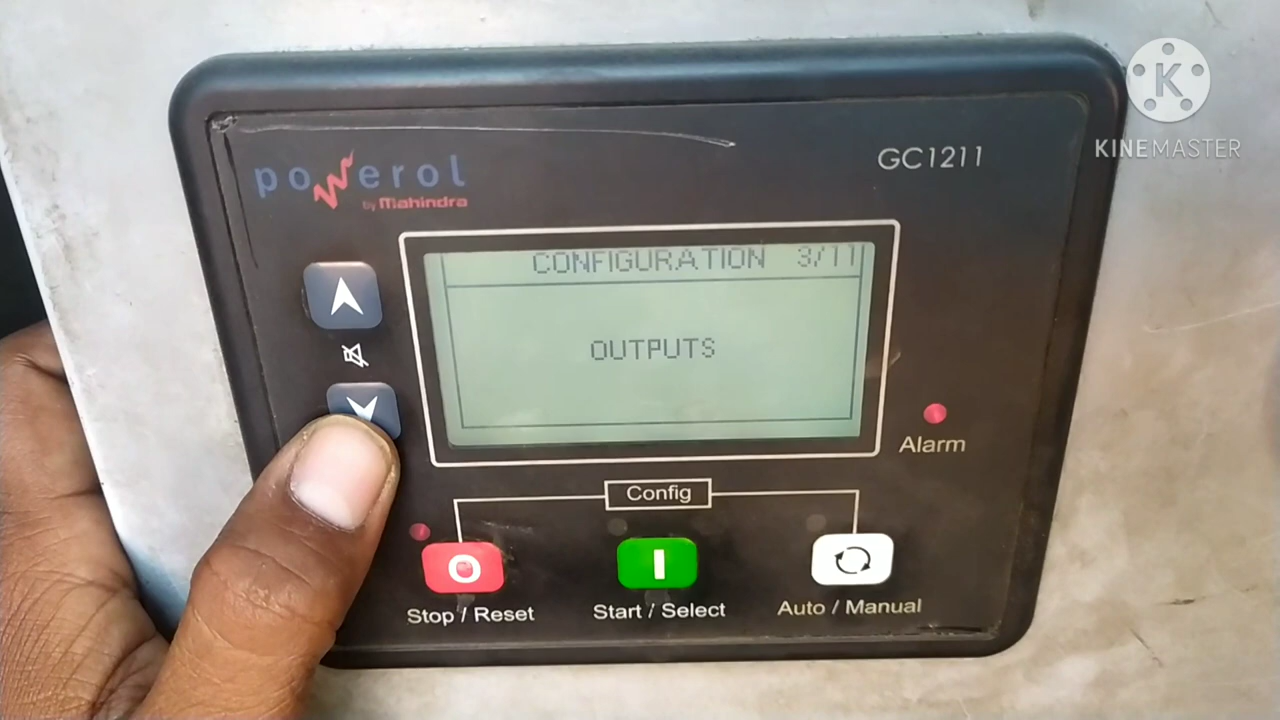 powerol
by Mahindra
GC1211
KINEMASTER
CONFIGURATION 3/11
OUTPUTS
Alarm
Config
Stop / Reset
Start / Select
Auto / Manual